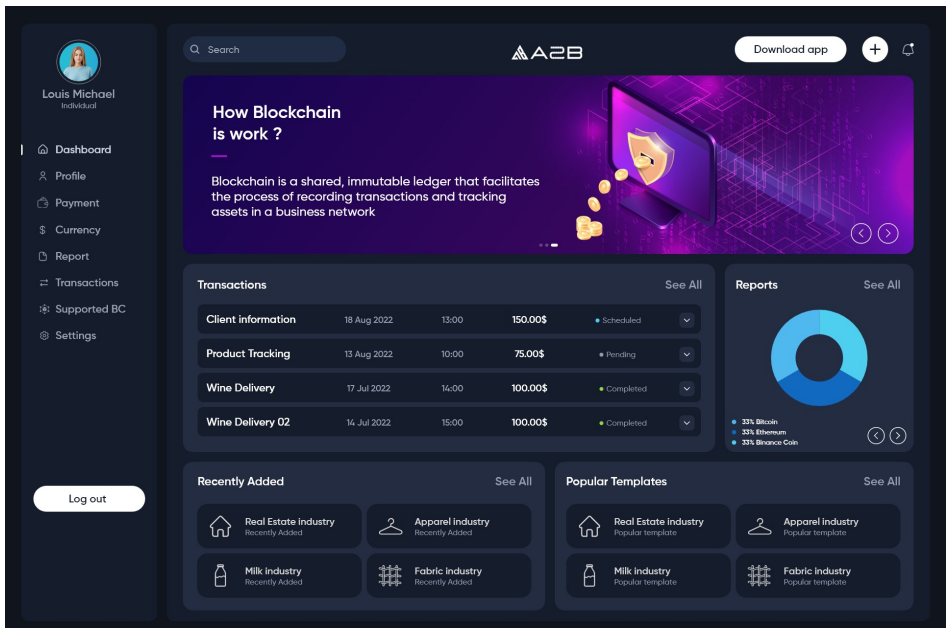 Louis Michael
Individual
Dashboard
Profile
Payment
Currency
Report
Transactions
Supported BC
Settings
Log out
Search
A2B
Download app
How Blockchain
is work ?
Blockchain is a shared, immutable ledger that facilitates
the process of recording transactions and tracking
assets in a business network
Transactions See All
Client information 18 Aug 2022 13:00 150.00$ Scheduled
Product Tracking 13 Aug 2022 10:00 75.00$ Pending
Wine Delivery 17 Jul 2022 14:00 100.00$ Completed
Wine Delivery 02 14 Jul 2022 15:00 100.00$ Completed
Reports See All
33% Bitcoin
33% Ethereum
33% Binance Coin
Recently Added See All
Real Estate industry
Recently Added
Apparel industry
Recently Added
Milk industry
Recently Added
Fabric industry
Recently Added
Popular Templates See All
Real Estate industry
Popular template
Apparel industry
Popular template
Milk industry
Popular template
Fabric industry
Popular template